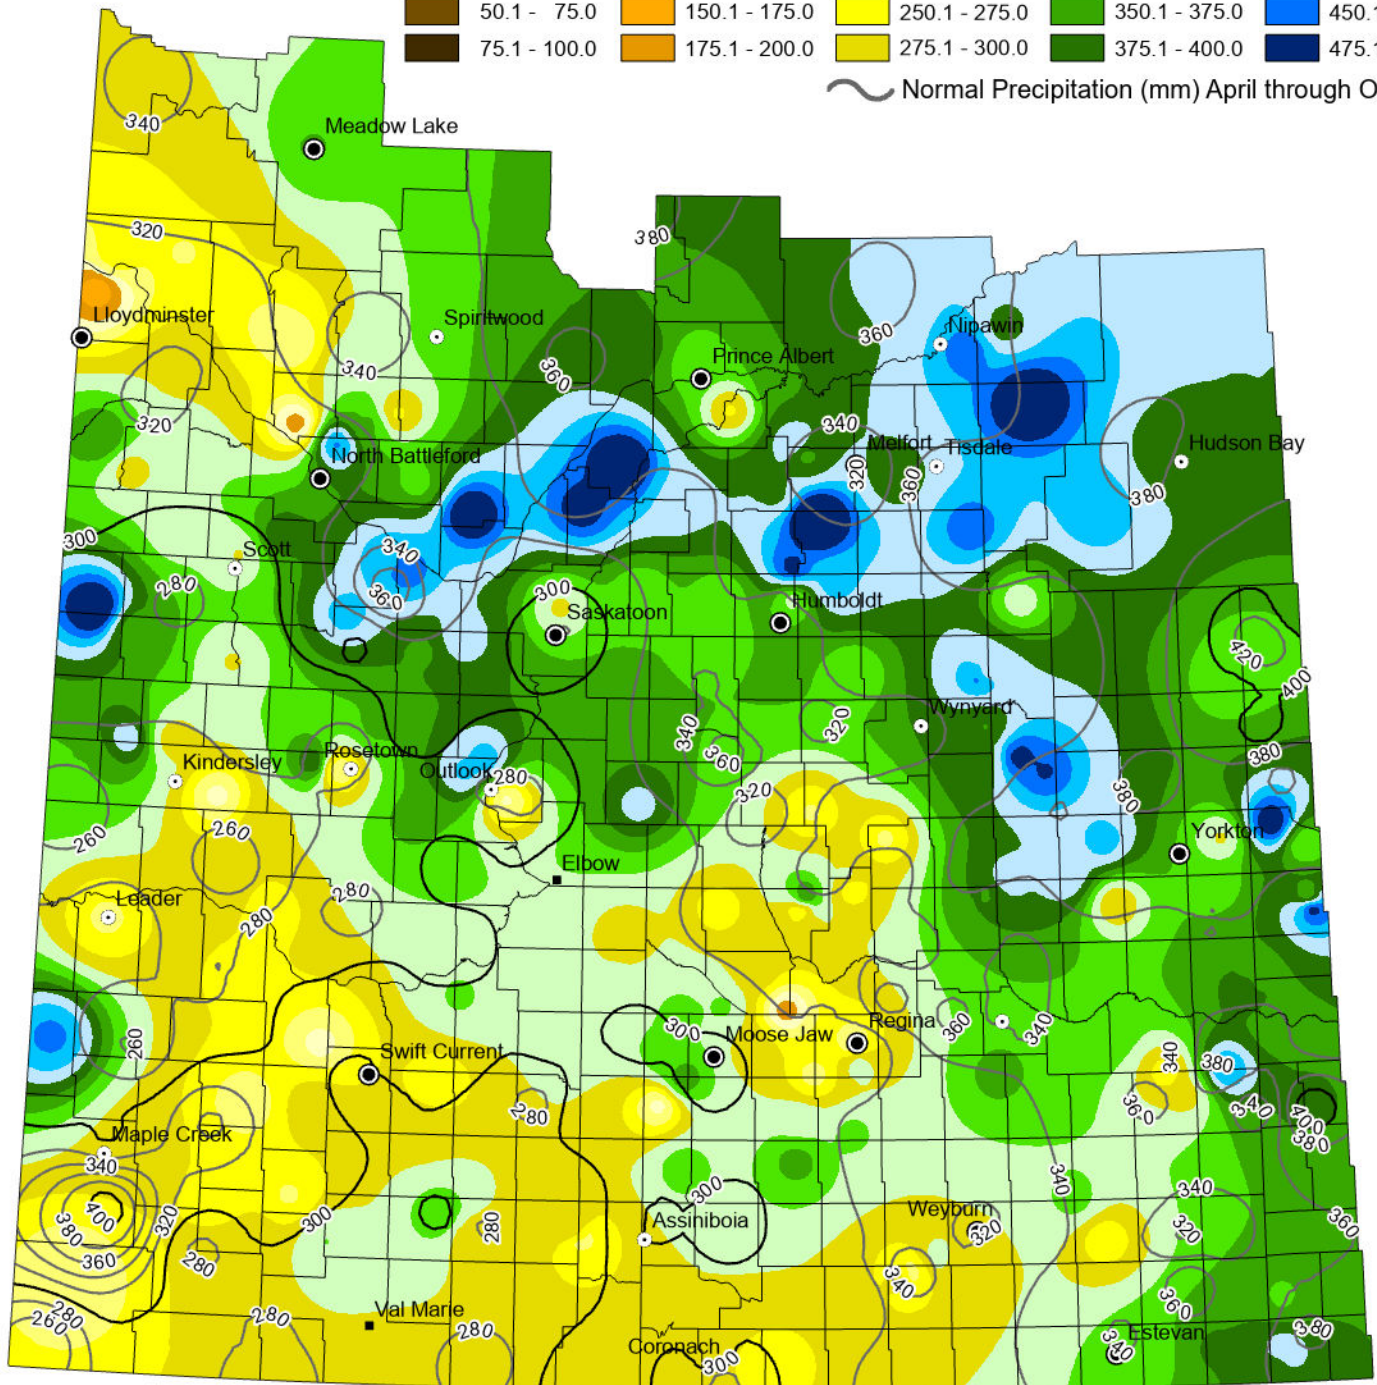 50.1 - 75.0 150.1 - 175.0 250.1 - 275.0 350.1 - 375.0 450.1
75.1 - 100.0 175.1 - 200.0 275.1 - 300.0 375.1 - 400.0 475.1
Normal Precipitation (mm) April through O
340
Meadow Lake
320
380
Lloydminster
Spiritwood
Nipawin
360
Prince Albert
340
360
320
340
Melfort
Tisdale
Hudson Bay
North Battleford
320
360
380
300
Scott
340
280
360
300
Saskatoon
Humboldt
420
400
Wynyard
340
320
Rosetown
360
380
Kindersley
Outlook
280
320
380
260
260
Yorkton
Elbow
Leader
280
280
300
Moose Jaw
Regina
360
340
260
Swift Current
340
380
280
360
340
400
380
Maple Creek
340
400
380
360
320
300
280
280
300
Assiniboia
340
Weyburn
320
340
320
360
340
280
260
280
Val Marie
280
Coronach
300
360
380
Estevan
340